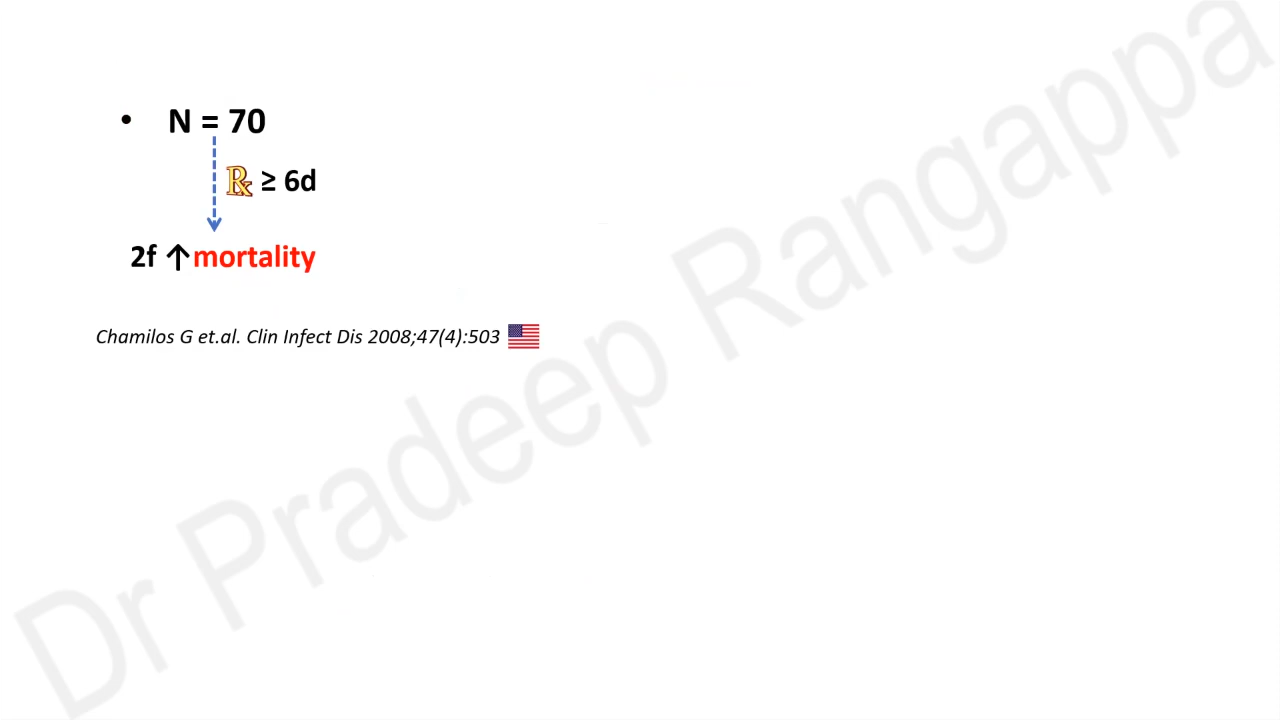 • N = 70
℞ ≥ 6d
2f ↑mortality
Chamilos G et.al. Clin Infect Dis 2008;47(4):503
Dr Pradeep Rangappa